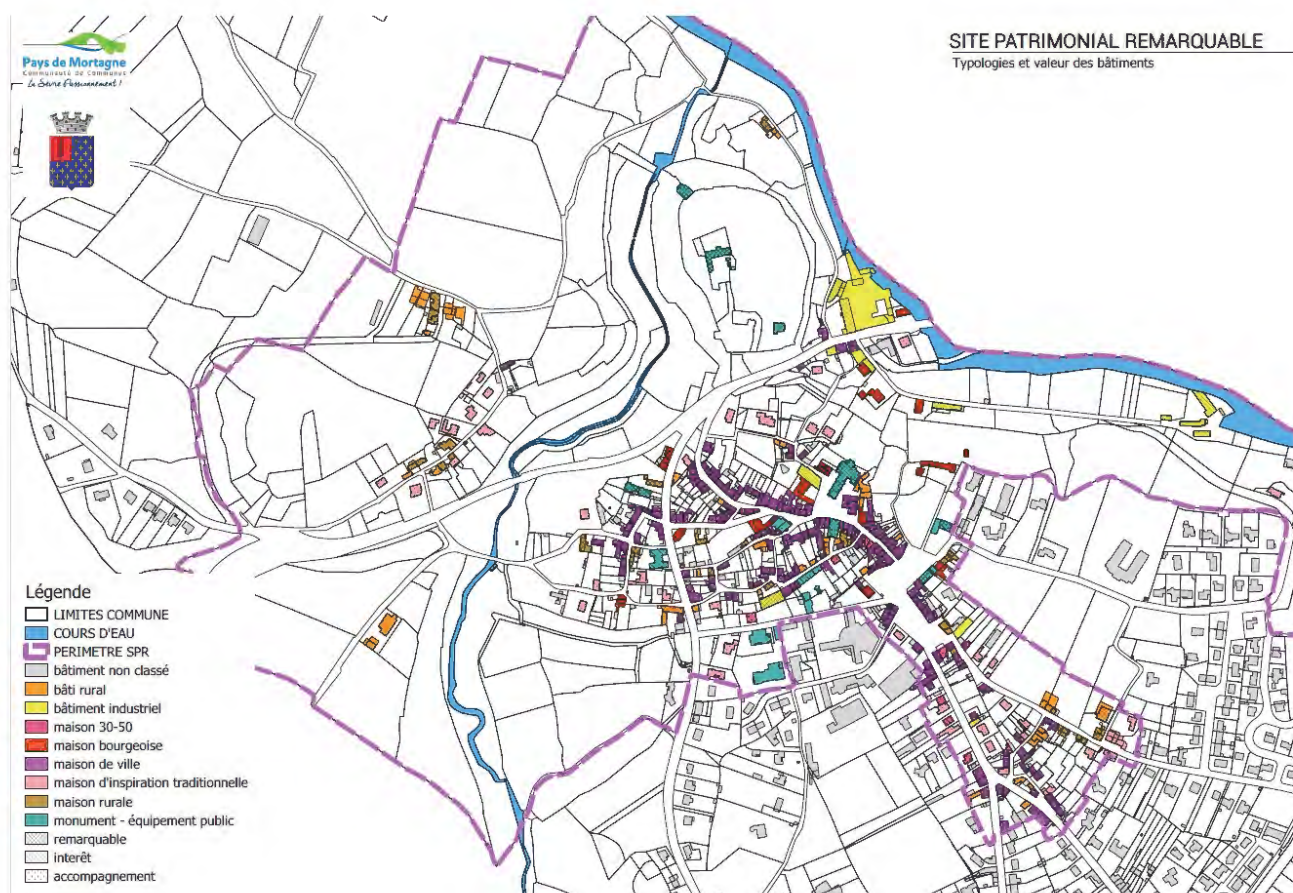 Pays de Mortagne
Communauté de Communes
La Sèvre Passionnément !
SITE PATRIMONIAL REMARQUABLE
Typologies et valeur des bâtiments
Légende
LIMITES COMMUNE
COURS D'EAU
PERIMETRE SPR
bâtiment non classé
bâti rural
bâtiment industriel
maison 30-50
maison bourgeoise
maison de ville
maison d'inspiration traditionnelle
maison rurale
monument - équipement public
remarquable
interêt
accompagnement